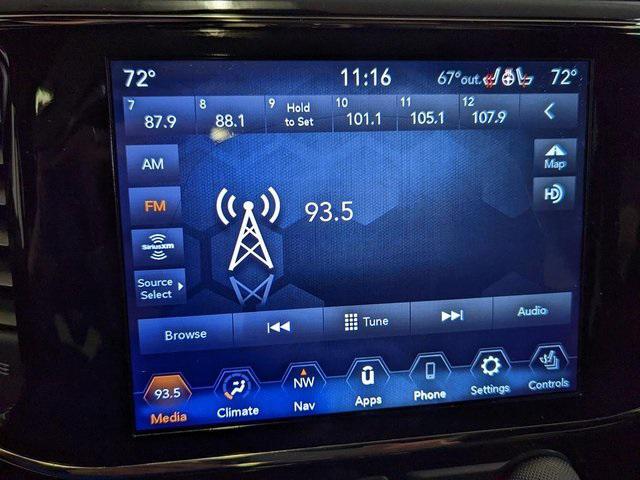 72° 11:16 67° out. 72°
7 8 9 Hold to Set 10 11 12
87.9 88.1 101.1 105.1 107.9
AM
Map
FM
93.5
HD
SiriusXM
Source
Select
Browse Tune Audio
93.5 NW û
Media Climate Nav Apps Phone Settings Controls